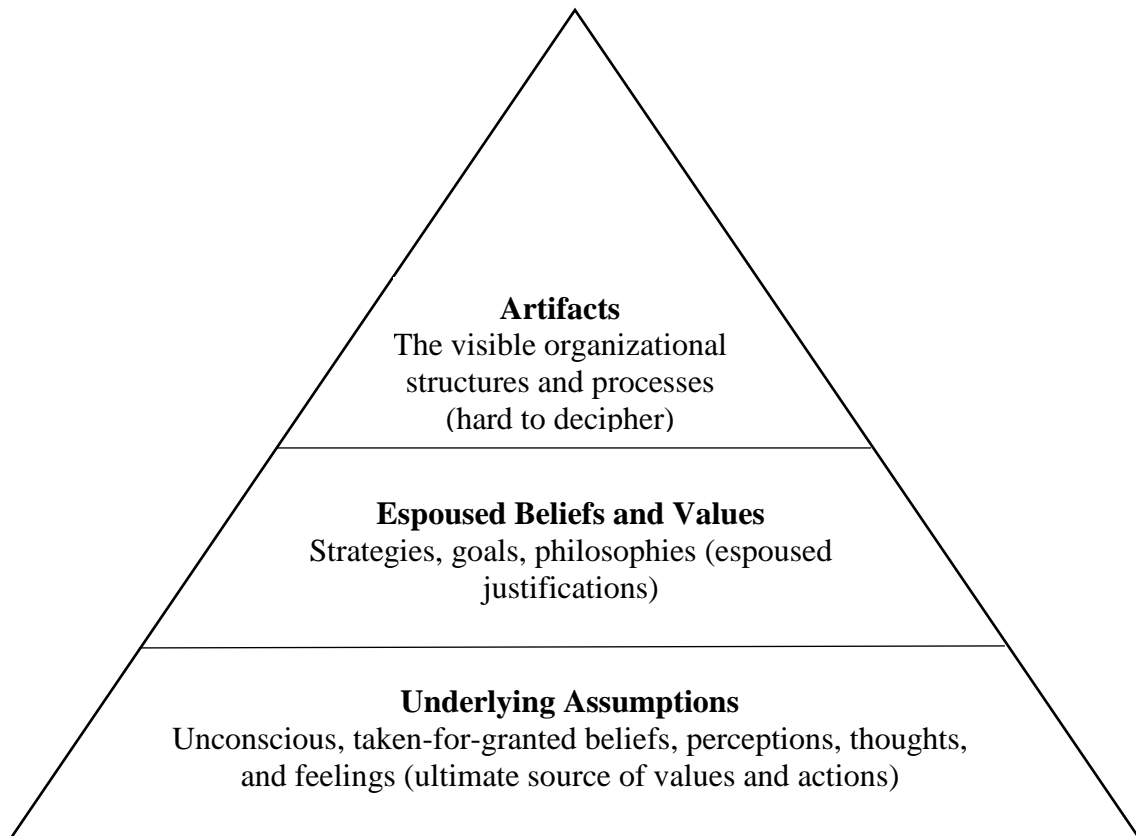 Artifacts
The visible organizational
structures and processes
(hard to decipher)
Espoused Beliefs and Values
Strategies, goals, philosophies (espoused
justifications)
Underlying Assumptions
Unconscious, taken-for-granted beliefs, perceptions, thoughts,
and feelings (ultimate source of values and actions)